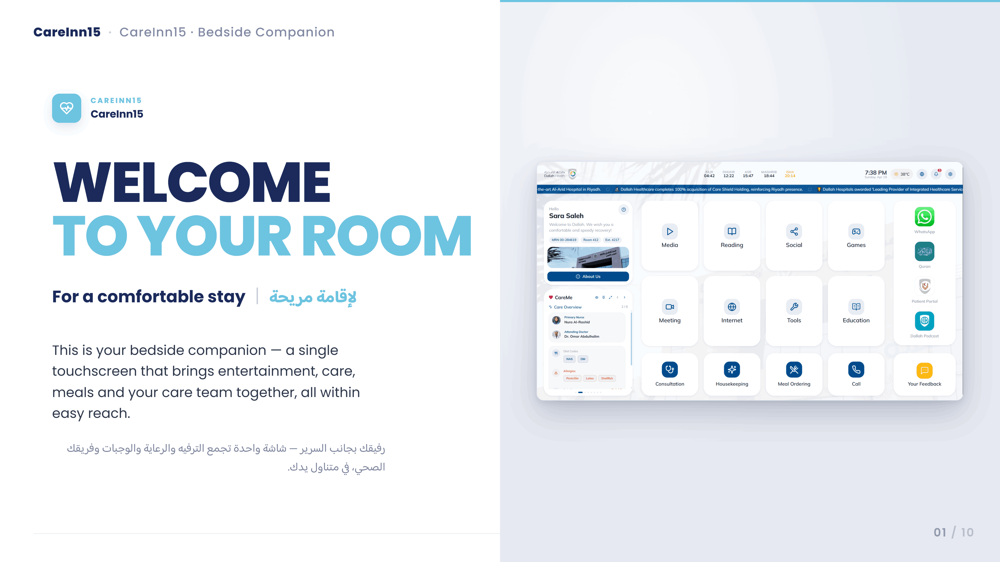 CareInn15 · CareInn15 · Bedside Companion
CAREINN15
CareInn15
WELCOME
TO YOUR ROOM
For a comfortable stay | لإقامة مريحة
This is your bedside companion — a single
touchscreen that brings entertainment, care,
meals and your care team together, all within
easy reach.
رفيقك بجانب السرير — شاشة واحدة تجمع الترفيه والرعاية والوجبات وفريقك
الصحي، في متناول يدك.
دلـه الصحية
Dallah Health
FAJR DHUHR ASR MAGHRIB ISHA
04:42 12:22 15:47 18:44 20:14
7:38 PM
Sunday, Apr 19
38°C
3
-the-art Al-Arid Hospital in Riyadh. Dallah Healthcare completes 100% acquisition of Care Shield Holding, reinforcing Riyadh presence. Dallah Hospitals awarded 'Leading Provider of Integrated Healthcare Servic
Hello
Sara Saleh
Welcome to Dallah. We wish you a
comfortable and speedy recovery!
MRN 00-284619 Room 412 Ext. 4217
About Us
CareMe
Care Overview 2 / 8
Primary Nurse
Nura Al-Rashid
Attending Doctor
Dr. Omar Abdulhalim
Diet Codes
NAS DM
Allergies
Penicillin Latex Shellfish
Media Reading Social Games
Meeting Internet Tools Education
Consultation Housekeeping Meal Ordering Call
WhatsApp
Quran
Patient Portal
Dallah Podcast
Your Feedback
01 / 10